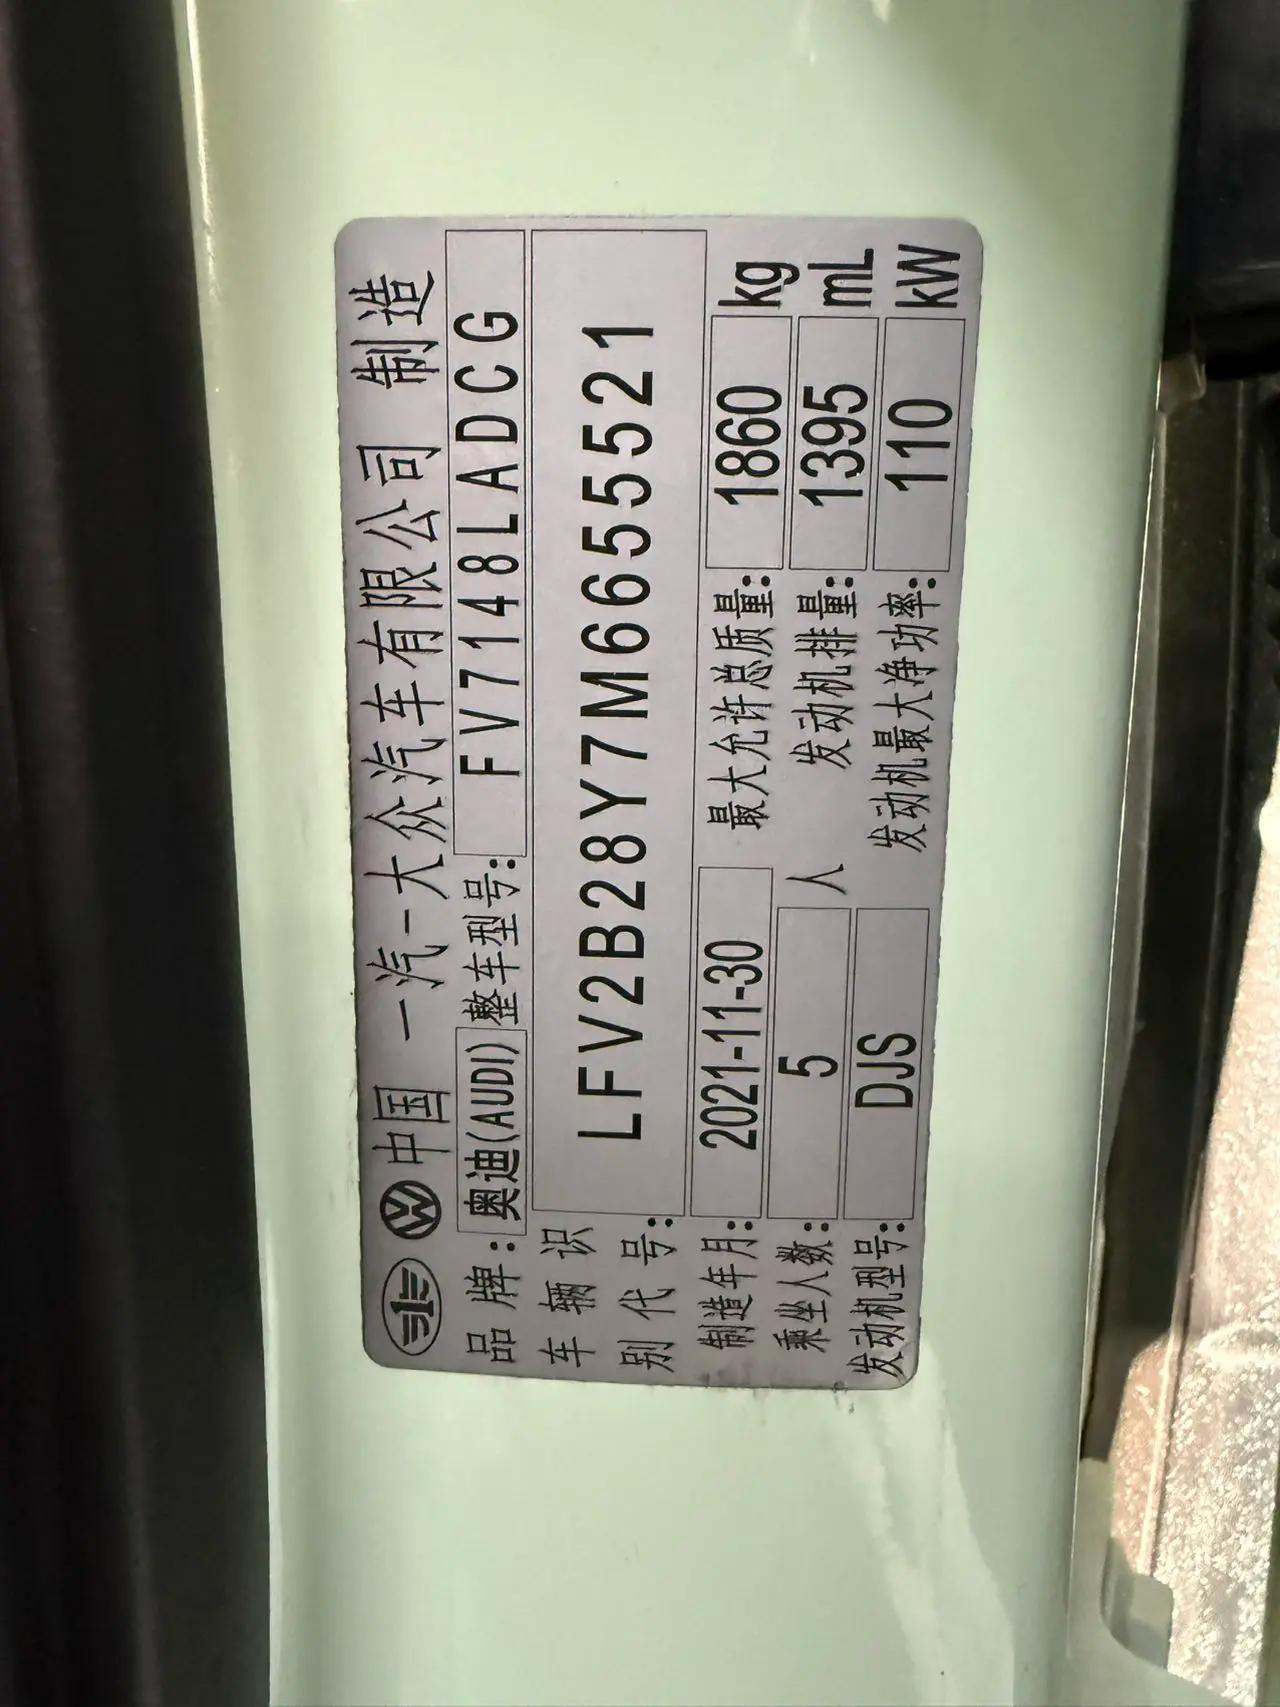 中国 一汽-大众汽车有限公司 制造
品牌: 奥迪(AUDI) 整车型号: FV7148LADCG
车辆识别代号: LFV2B28Y7M6655521
制造年月: 2021-11-30 最大允许总质量: 1860 kg
乘坐人数: 5 人 发动机排量: 1395 mL
发动机型号: DJS 发动机最大净功率: 110 kW